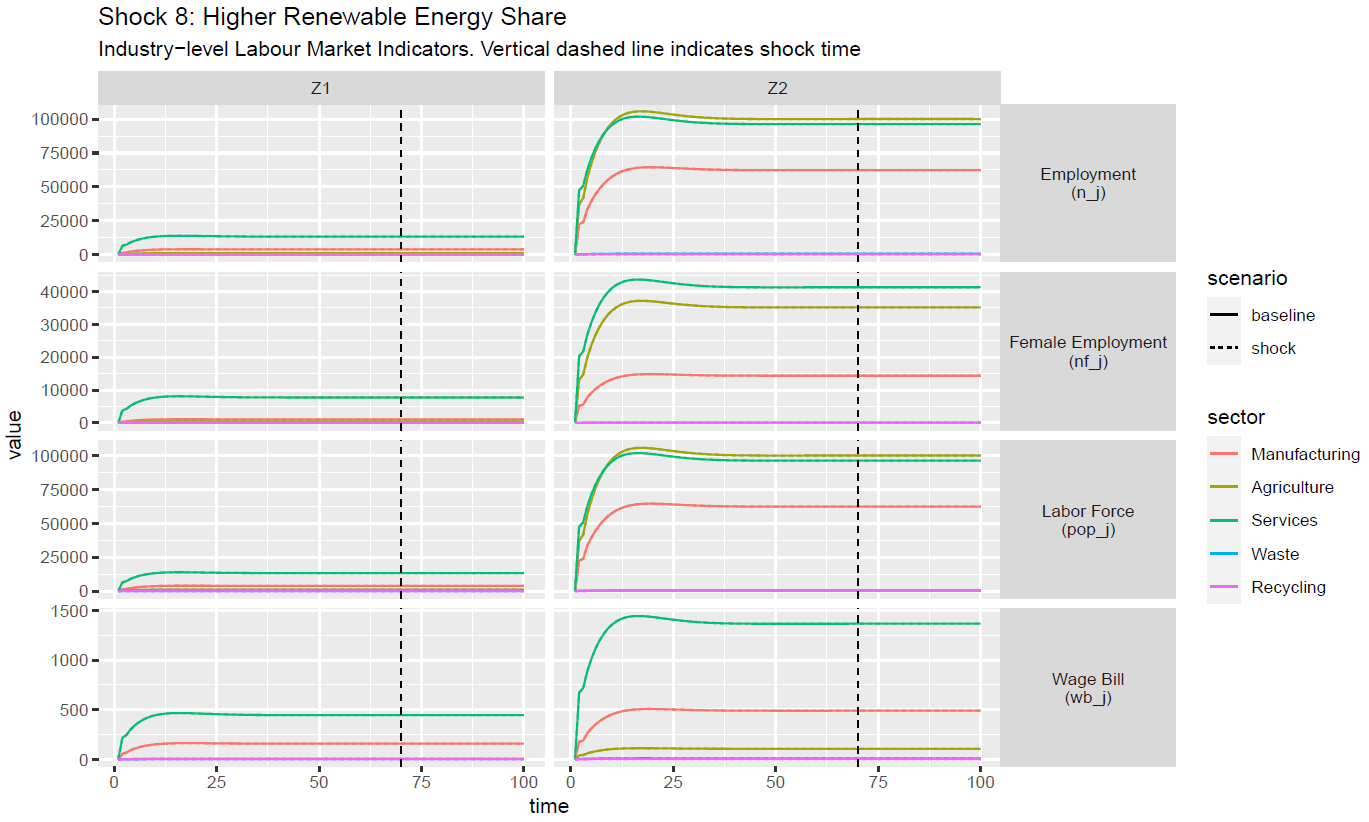 Shock 8: Higher Renewable Energy Share
Industry−level Labour Market Indicators. Vertical dashed line indicates shock time
Z1
Z2
100000
75000
50000
25000
0
Employment
(n_j)
40000
30000
20000
10000
0
Female Employment
(nf_j)
100000
75000
50000
25000
0
Labor Force
(pop_j)
1500
1000
500
0
Wage Bill
(wb_j)
0 25 50 75 100
0 25 50 75 100
time
value
scenario
baseline
shock
sector
Manufacturing
Agriculture
Services
Waste
Recycling